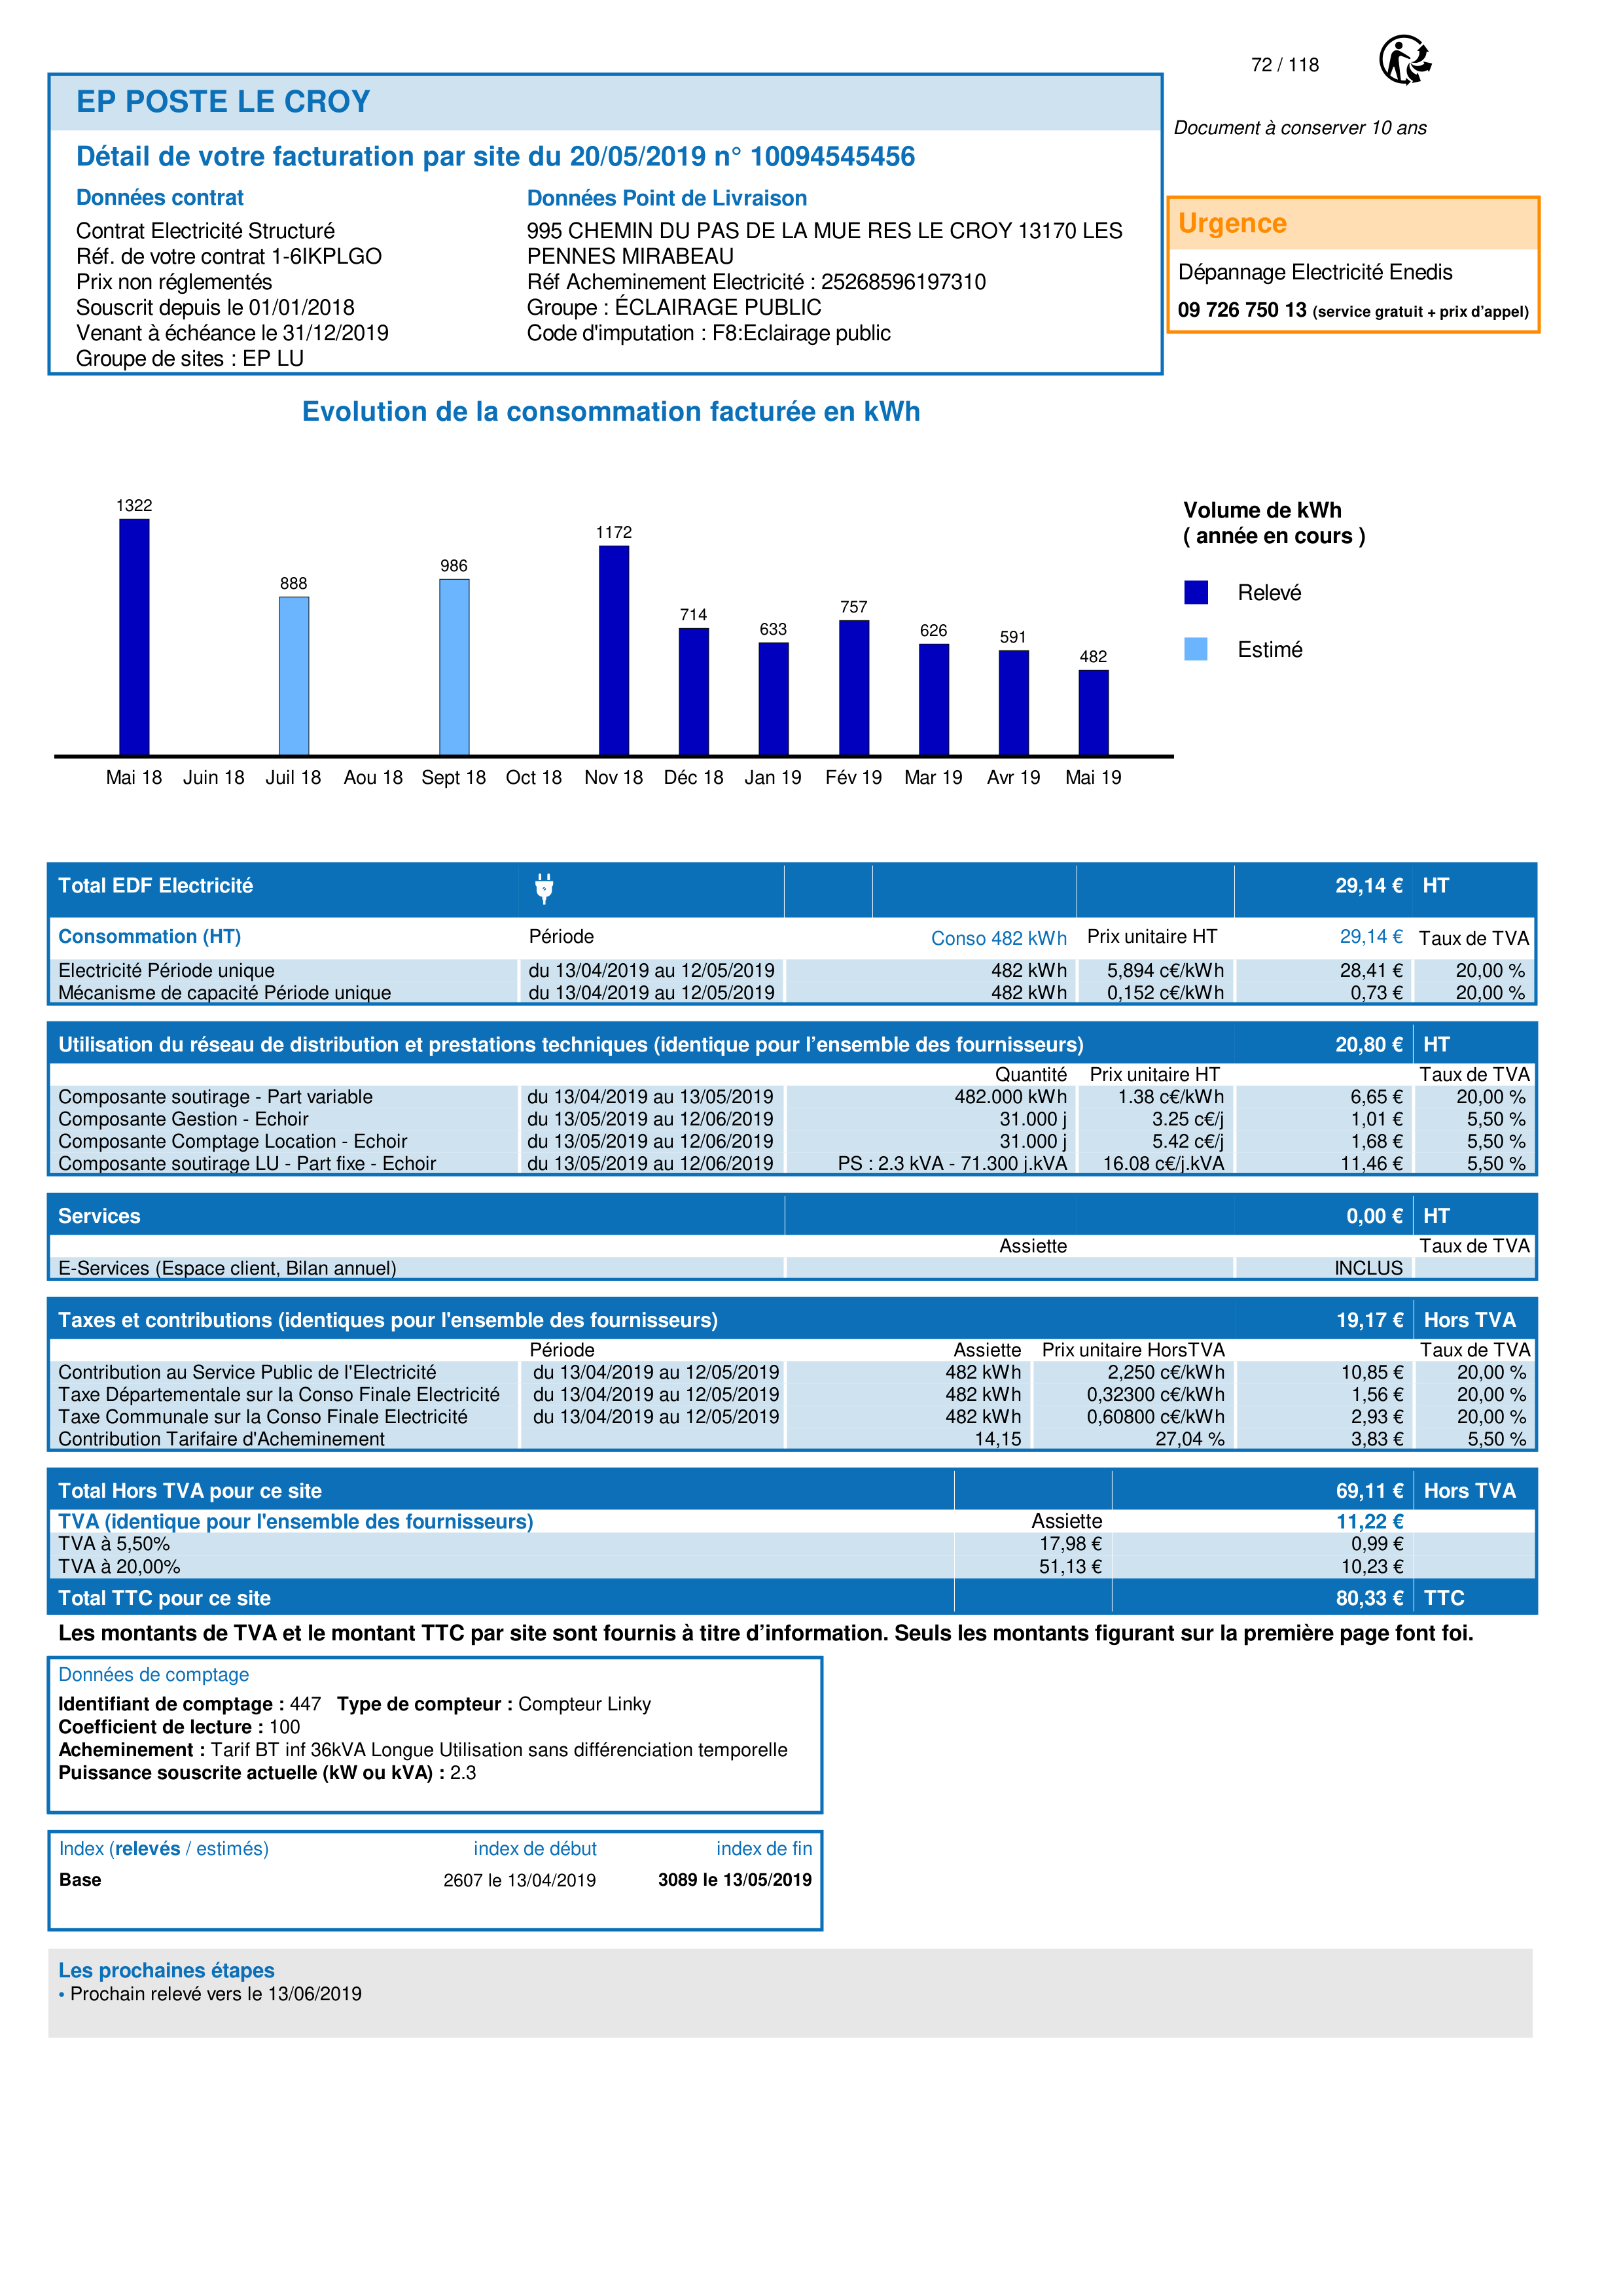 72 / 118
EP POSTE LE CROY
Document à conserver 10 ans
Détail de votre facturation par site du 20/05/2019 n° 10094545456
Données contrat
Contrat Electricité Structuré
Réf. de votre contrat 1-6IKPLGO
Prix non réglementés
Souscrit depuis le 01/01/2018
Venant à échéance le 31/12/2019
Groupe de sites : EP LU
Données Point de Livraison
995 CHEMIN DU PAS DE LA MUE RES LE CROY 13170 LES
PENNES MIRABEAU
Réf Acheminement Electricité : 25268596197310
Groupe : ÉCLAIRAGE PUBLIC
Code d'imputation : F8:Eclairage public
Urgence
Dépannage Electricité Enedis
09 726 750 13 (service gratuit + prix d'appel)
Evolution de la consommation facturée en kWh
1322
888
986
1172
714
633
757
626
591
482
Mai 18 Juin 18 Juil 18 Aou 18 Sept 18 Oct 18 Nov 18 Déc 18 Jan 19 Fév 19 Mar 19 Avr 19 Mai 19
Volume de kWh
( année en cours )
Relevé
Estimé
Total EDF Electricité 29,14 € HT
Consommation (HT) Période Conso 482 kWh Prix unitaire HT 29,14 € Taux de TVA
Electricité Période unique du 13/04/2019 au 12/05/2019 482 kWh 5,894 c€/kWh 28,41 € 20,00 %
Mécanisme de capacité Période unique du 13/04/2019 au 12/05/2019 482 kWh 0,152 c€/kWh 0,73 € 20,00 %
Utilisation du réseau de distribution et prestations techniques (identique pour l'ensemble des fournisseurs) 20,80 € HT
Quantité Prix unitaire HT Taux de TVA
Composante soutirage - Part variable du 13/04/2019 au 13/05/2019 482.000 kWh 1.38 c€/kWh 6,65 € 20,00 %
Composante Gestion - Echoir du 13/05/2019 au 12/06/2019 31.000 j 3.25 c€/j 1,01 € 5,50 %
Composante Comptage Location - Echoir du 13/05/2019 au 12/06/2019 31.000 j 5.42 c€/j 1,68 € 5,50 %
Composante soutirage LU - Part fixe - Echoir du 13/05/2019 au 12/06/2019 PS : 2.3 kVA - 71.300 j.kVA 16.08 c€/j.kVA 11,46 € 5,50 %
Services 0,00 € HT
Assiette Taux de TVA
E-Services (Espace client, Bilan annuel) INCLUS
Taxes et contributions (identiques pour l'ensemble des fournisseurs) 19,17 € Hors TVA
Période Assiette Prix unitaire HorsTVA Taux de TVA
Contribution au Service Public de l'Electricité du 13/04/2019 au 12/05/2019 482 kWh 2,250 c€/kWh 10,85 € 20,00 %
Taxe Départementale sur la Conso Finale Electricité du 13/04/2019 au 12/05/2019 482 kWh 0,32300 c€/kWh 1,56 € 20,00 %
Taxe Communale sur la Conso Finale Electricité du 13/04/2019 au 12/05/2019 482 kWh 0,60800 c€/kWh 2,93 € 20,00 %
Contribution Tarifaire d'Acheminement 14,15 27,04 % 3,83 € 5,50 %
Total Hors TVA pour ce site 69,11 € Hors TVA
TVA (identique pour l'ensemble des fournisseurs) Assiette 11,22 €
TVA à 5,50% 17,98 € 0,99 €
TVA à 20,00% 51,13 € 10,23 €
Total TTC pour ce site 80,33 € TTC
Les montants de TVA et le montant TTC par site sont fournis à titre d'information. Seuls les montants figurant sur la première page font foi.
Données de comptage
Identifiant de comptage : 447 Type de compteur : Compteur Linky
Coefficient de lecture : 100
Acheminement : Tarif BT inf 36kVA Longue Utilisation sans différenciation temporelle
Puissance souscrite actuelle (kW ou kVA) : 2.3
Index (relevés / estimés) index de début index de fin
Base 2607 le 13/04/2019 3089 le 13/05/2019
Les prochaines étapes
• Prochain relevé vers le 13/06/2019